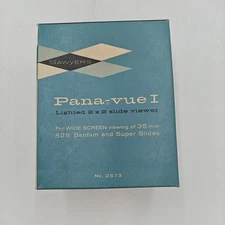 SAWYER'S
Pana-vue I
Lighted 2 x 2 slide viewer
For WIDE SCREEN viewing of 35 mm
828 Bantam and Super Slides
No. 2673